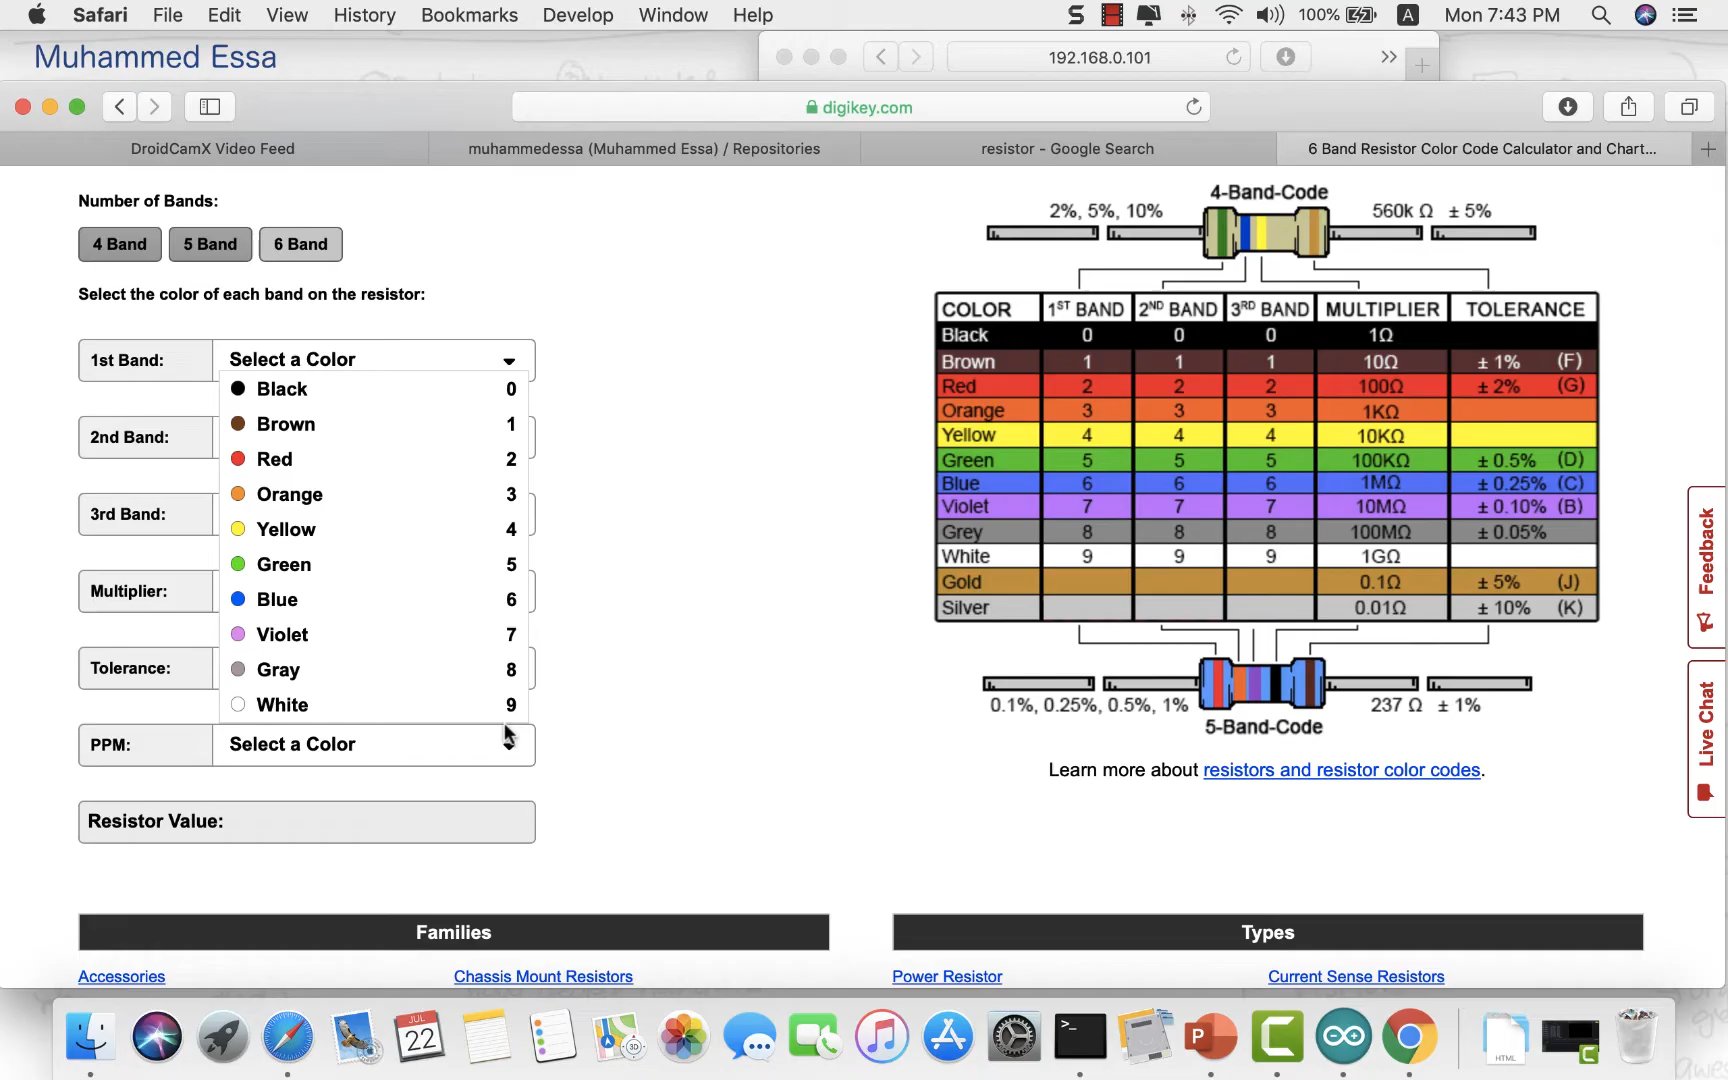 Safari File Edit View History Bookmarks Develop Window Help
100% A Mon 7:43 PM
Muhammed Essa
192.168.0.101
digikey.com
DroidCamX Video Feed
muhammedessa (Muhammed Essa) / Repositories
resistor - Google Search
6 Band Resistor Color Code Calculator and Chart...
Number of Bands:
4 Band 5 Band 6 Band
Select the color of each band on the resistor:
1st Band: Select a Color
Black 0
Brown 1
2nd Band:
Red 2
Orange 3
3rd Band:
Yellow 4
Green 5
Multiplier:
Blue 6
Violet 7
Tolerance:
Gray 8
White 9
PPM: Select a Color
Resistor Value:
4-Band-Code
2%, 5%, 10% 560k Ω ± 5%
COLOR 1ST BAND 2ND BAND 3RD BAND MULTIPLIER TOLERANCE
Black 0 0 0 1Ω
Brown 1 1 1 10Ω ± 1% (F)
Red 2 2 2 100Ω ± 2% (G)
Orange 3 3 3 1KΩ
Yellow 4 4 4 10KΩ
Green 5 5 5 100KΩ ± 0.5% (D)
Blue 6 6 6 1MΩ ± 0.25% (C)
Violet 7 7 7 10MΩ ± 0.10% (B)
Grey 8 8 8 100MΩ ± 0.05%
White 9 9 9 1GΩ
Gold 0.1Ω ± 5% (J)
Silver 0.01Ω ± 10% (K)
0.1%, 0.25%, 0.5%, 1% 237 Ω ± 1%
5-Band-Code
Learn more about resistors and resistor color codes.
Feedback
Live Chat
Families
Types
Accessories
Chassis Mount Resistors
Power Resistor
Current Sense Resistors
JUL
22
3D
>_
P
C
HTML
C